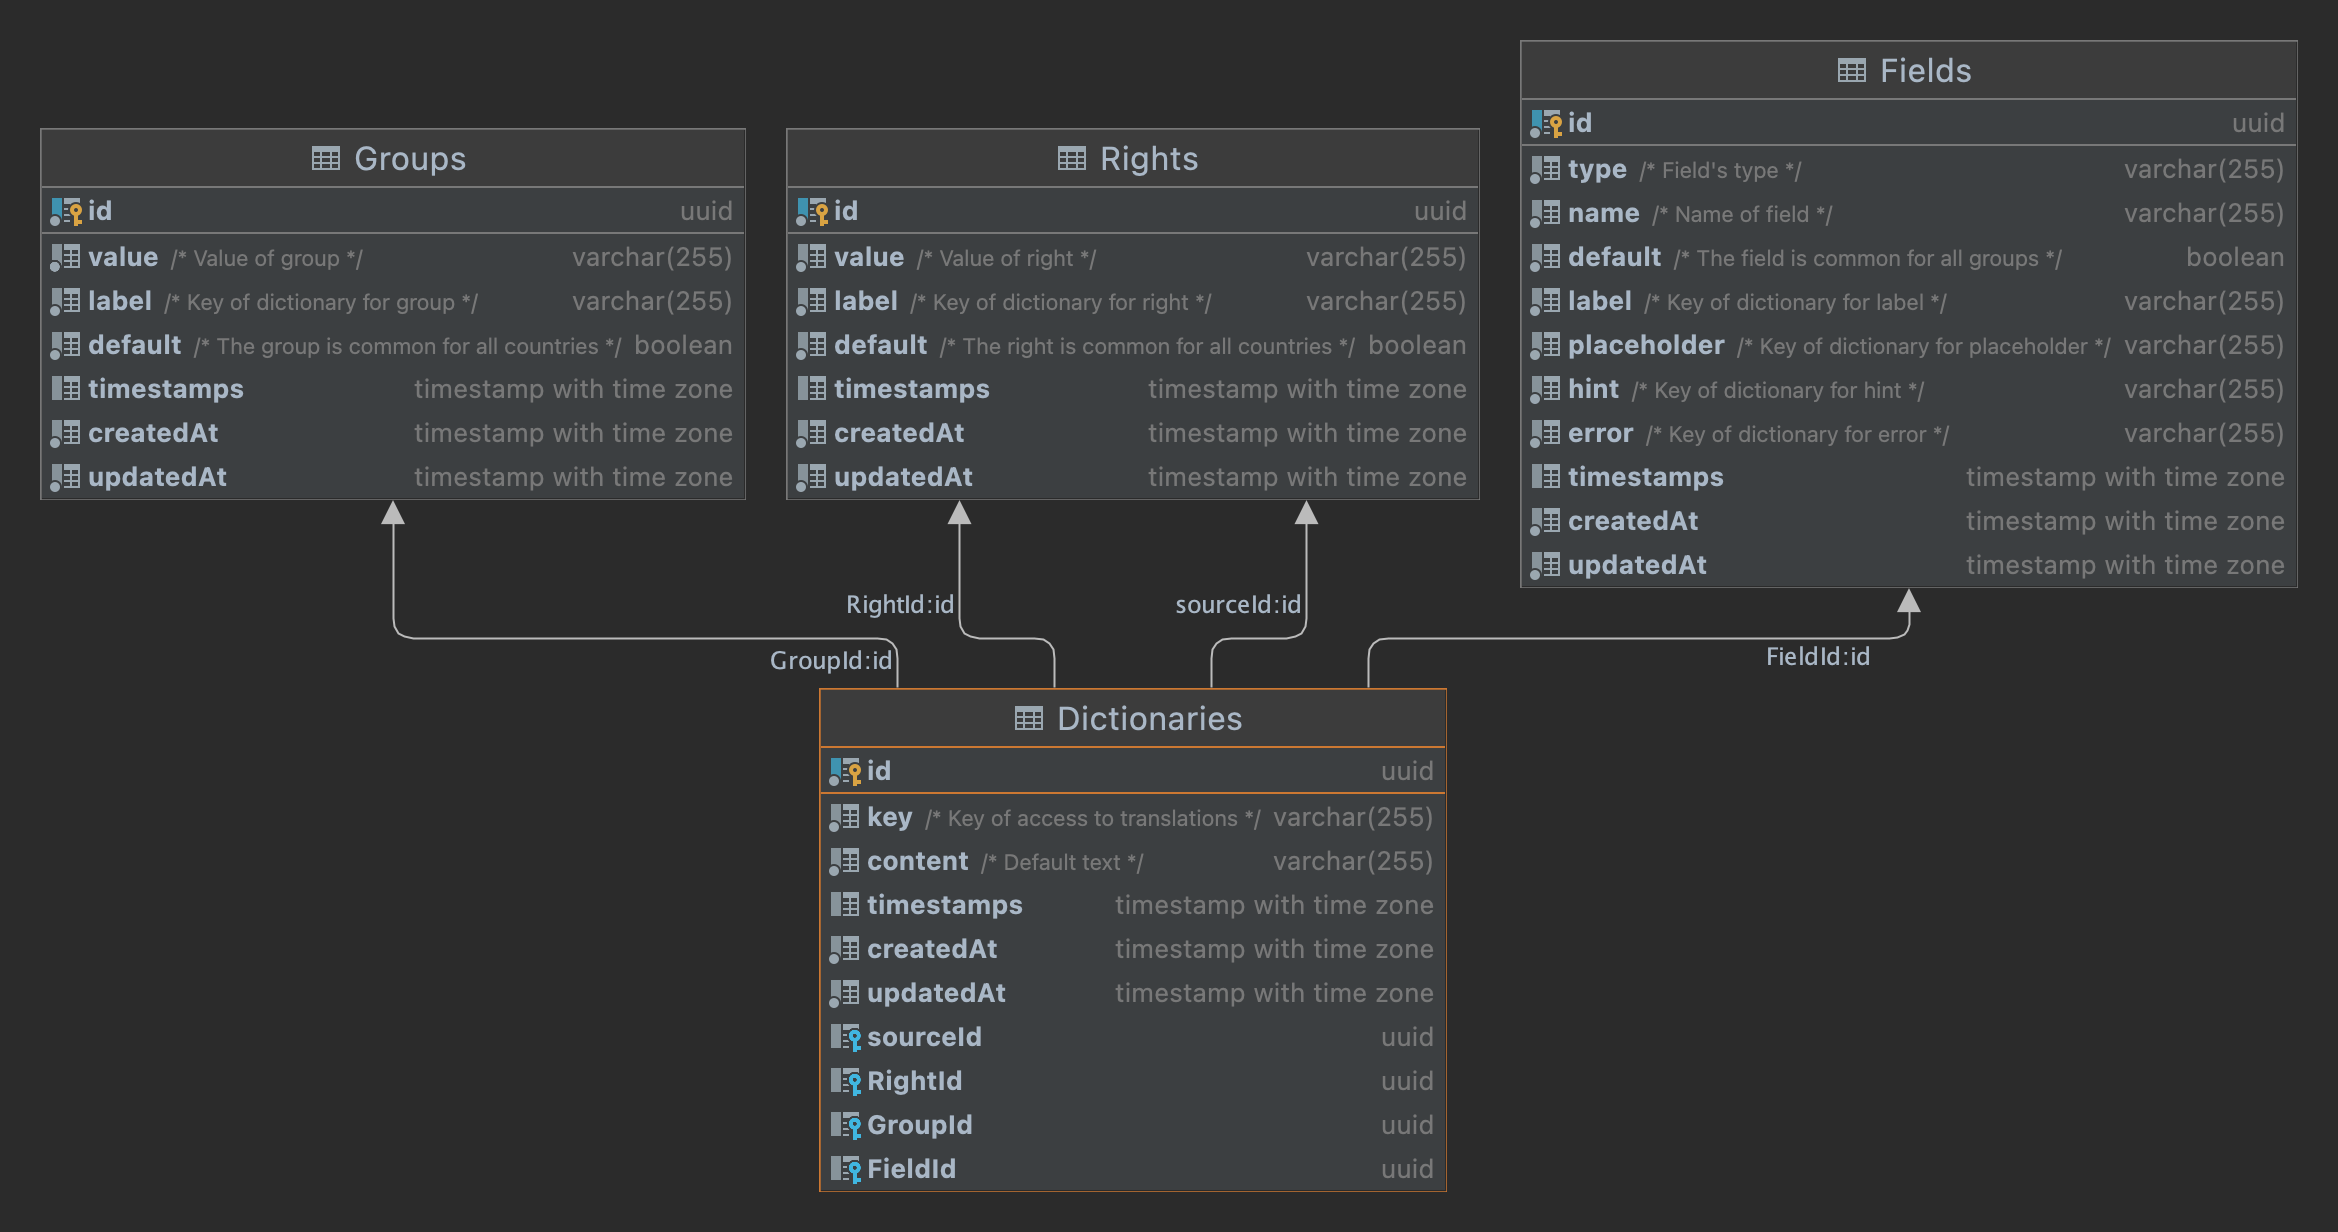 Groups
id uuid
value /* Value of group */ varchar(255)
label /* Key of dictionary for group */ varchar(255)
default /* The group is common for all countries */ boolean
timestamps timestamp with time zone
createdAt timestamp with time zone
updatedAt timestamp with time zone
Rights
id uuid
value /* Value of right */ varchar(255)
label /* Key of dictionary for right */ varchar(255)
default /* The right is common for all countries */ boolean
timestamps timestamp with time zone
createdAt timestamp with time zone
updatedAt timestamp with time zone
Fields
id uuid
type /* Field's type */ varchar(255)
name /* Name of field */ varchar(255)
default /* The field is common for all groups */ boolean
label /* Key of dictionary for label */ varchar(255)
placeholder /* Key of dictionary for placeholder */ varchar(255)
hint /* Key of dictionary for hint */ varchar(255)
error /* Key of dictionary for error */ varchar(255)
timestamps timestamp with time zone
createdAt timestamp with time zone
updatedAt timestamp with time zone
RightId:id
sourceId:id
GroupId:id
FieldId:id
Dictionaries
id uuid
key /* Key of access to translations */ varchar(255)
content /* Default text */ varchar(255)
timestamps timestamp with time zone
createdAt timestamp with time zone
updatedAt timestamp with time zone
sourceId uuid
RightId uuid
GroupId uuid
FieldId uuid